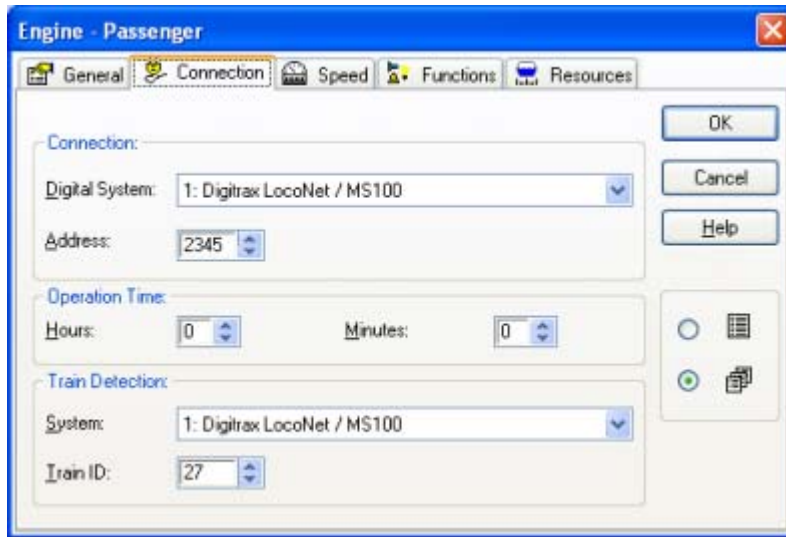 Engine - Passenger
General Connection Speed Functions Resources
Connection:
Digital System: 1: Digitrax LocoNet / MS100
Address: 2345
Operation Time:
Hours: 0 Minutes: 0
Train Detection:
System: 1: Digitrax LocoNet / MS100
Train ID: 27
OK
Cancel
Help